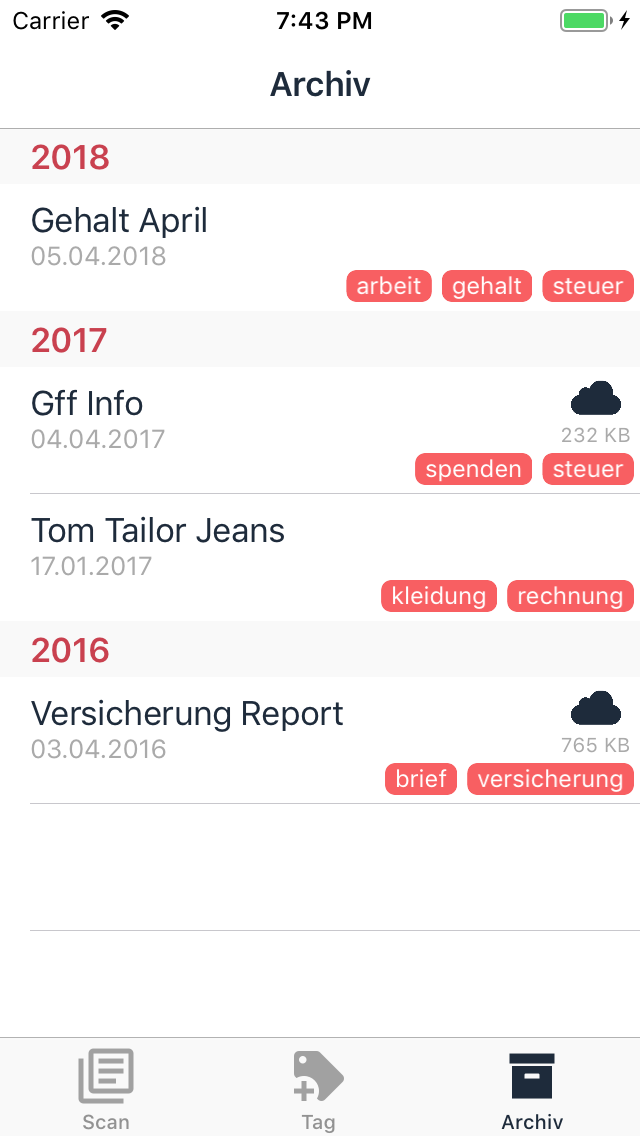 Carrier 7:43 PM
Archiv
2018
Gehalt April
05.04.2018
arbeit gehalt steuer
2017
Gff Info
04.04.2017
232 KB
spenden steuer
Tom Tailor Jeans
17.01.2017
kleidung rechnung
2016
Versicherung Report
03.04.2016
765 KB
brief versicherung
Scan Tag Archiv